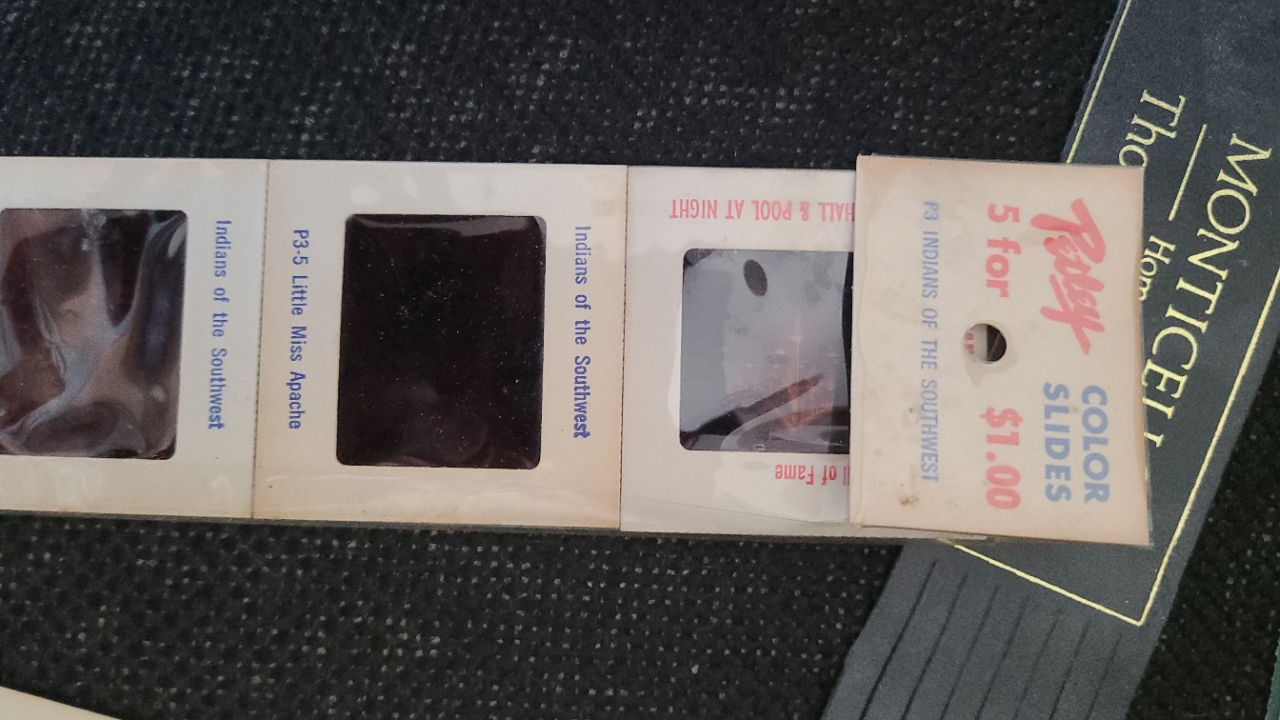 Indians of the Southwest
P3-5 Little Miss Apache
Indians of the Southwest
HALL & POOL AT NIGHT
of Fame
Petley
COLOR
SLIDES
5 for $1.00
P3 INDIANS OF THE SOUTHWEST
MONTICELL
Tho
Hom